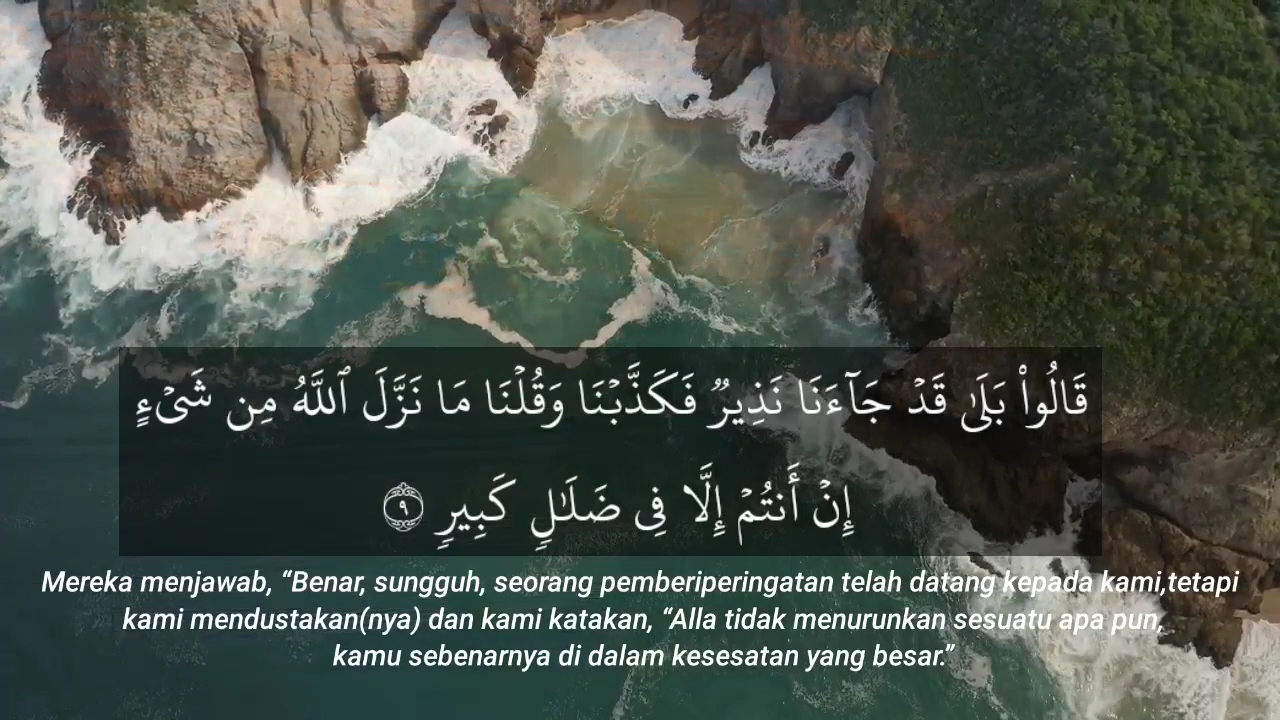 قَالُوا۟ بَلَىٰ قَدْ جَآءَنَا نَذِيرٌ فَكَذَّبْنَا وَقُلْنَا مَا نَزَّلَ ٱللَّهُ مِن شَىْءٍ
إِنْ أَنتُمْ إِلَّا فِى ضَلَـٰلٍ كَبِيرٍ ٩
Mereka menjawab, “Benar, sungguh, seorang pemberiperingatan telah datang kepada kami,tetapi
kami mendustakan(nya) dan kami katakan, “Alla tidak menurunkan sesuatu apa pun,
kamu sebenarnya di dalam kesesatan yang besar.”